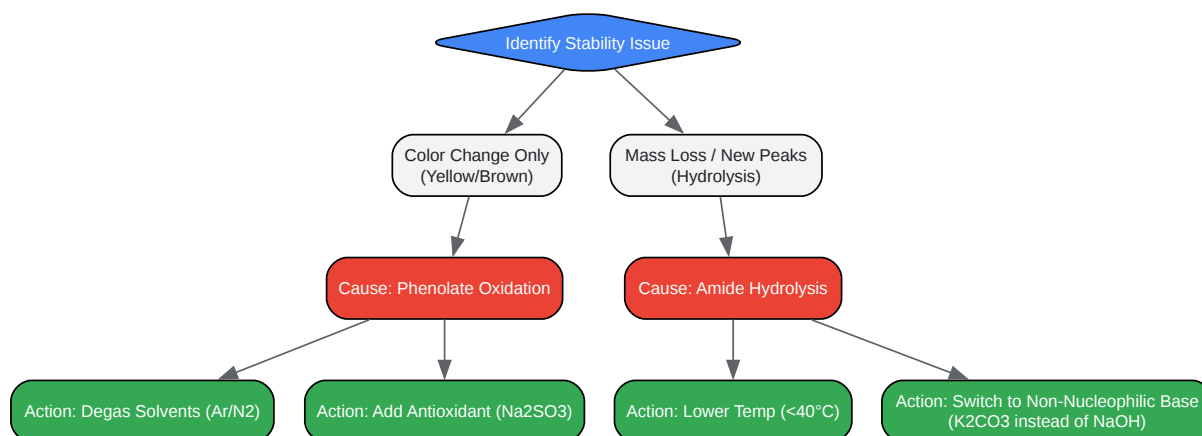 Identify Stability Issue
Color Change Only
(Yellow/Brown)
Mass Loss / New Peaks
(Hydrolysis)
Cause: Phenolate Oxidation
Cause: Amide Hydrolysis
Action: Degas Solvents (Ar/N2)
Action: Add Antioxidant (Na2SO3)
Action: Lower Temp (<40°C)
Action: Switch to Non-Nucleophilic Base
(K2CO3 instead of NaOH)